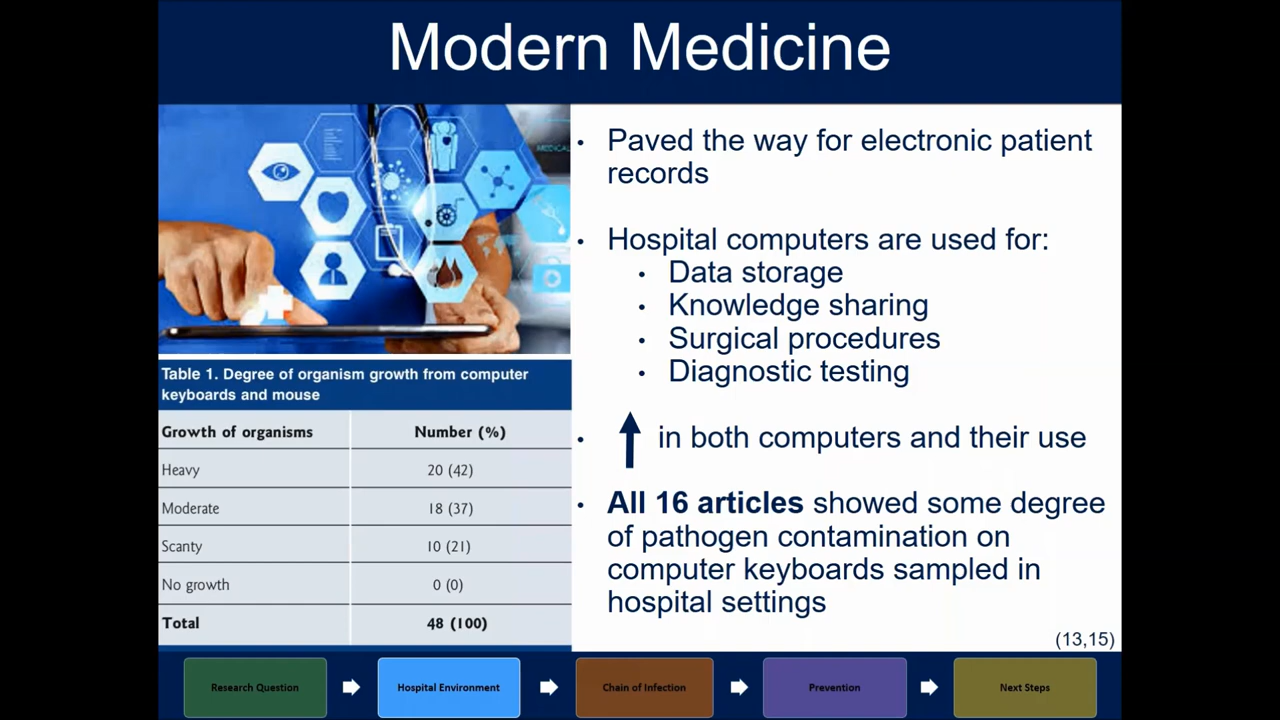 Modern Medicine
MEDICAL
Table 1. Degree of organism growth from computer
keyboards and mouse
Growth of organisms Number (%)
Heavy 20 (42)
Moderate 18 (37)
Scanty 10 (21)
No growth 0 (0)
Total 48 (100)
• Paved the way for electronic patient
records
• Hospital computers are used for:
• Data storage
• Knowledge sharing
• Surgical procedures
• Diagnostic testing
• in both computers and their use
• All 16 articles showed some degree
of pathogen contamination on
computer keyboards sampled in
hospital settings
(13,15)
Research Question
Hospital Environment
Chain of Infection
Prevention
Next Steps